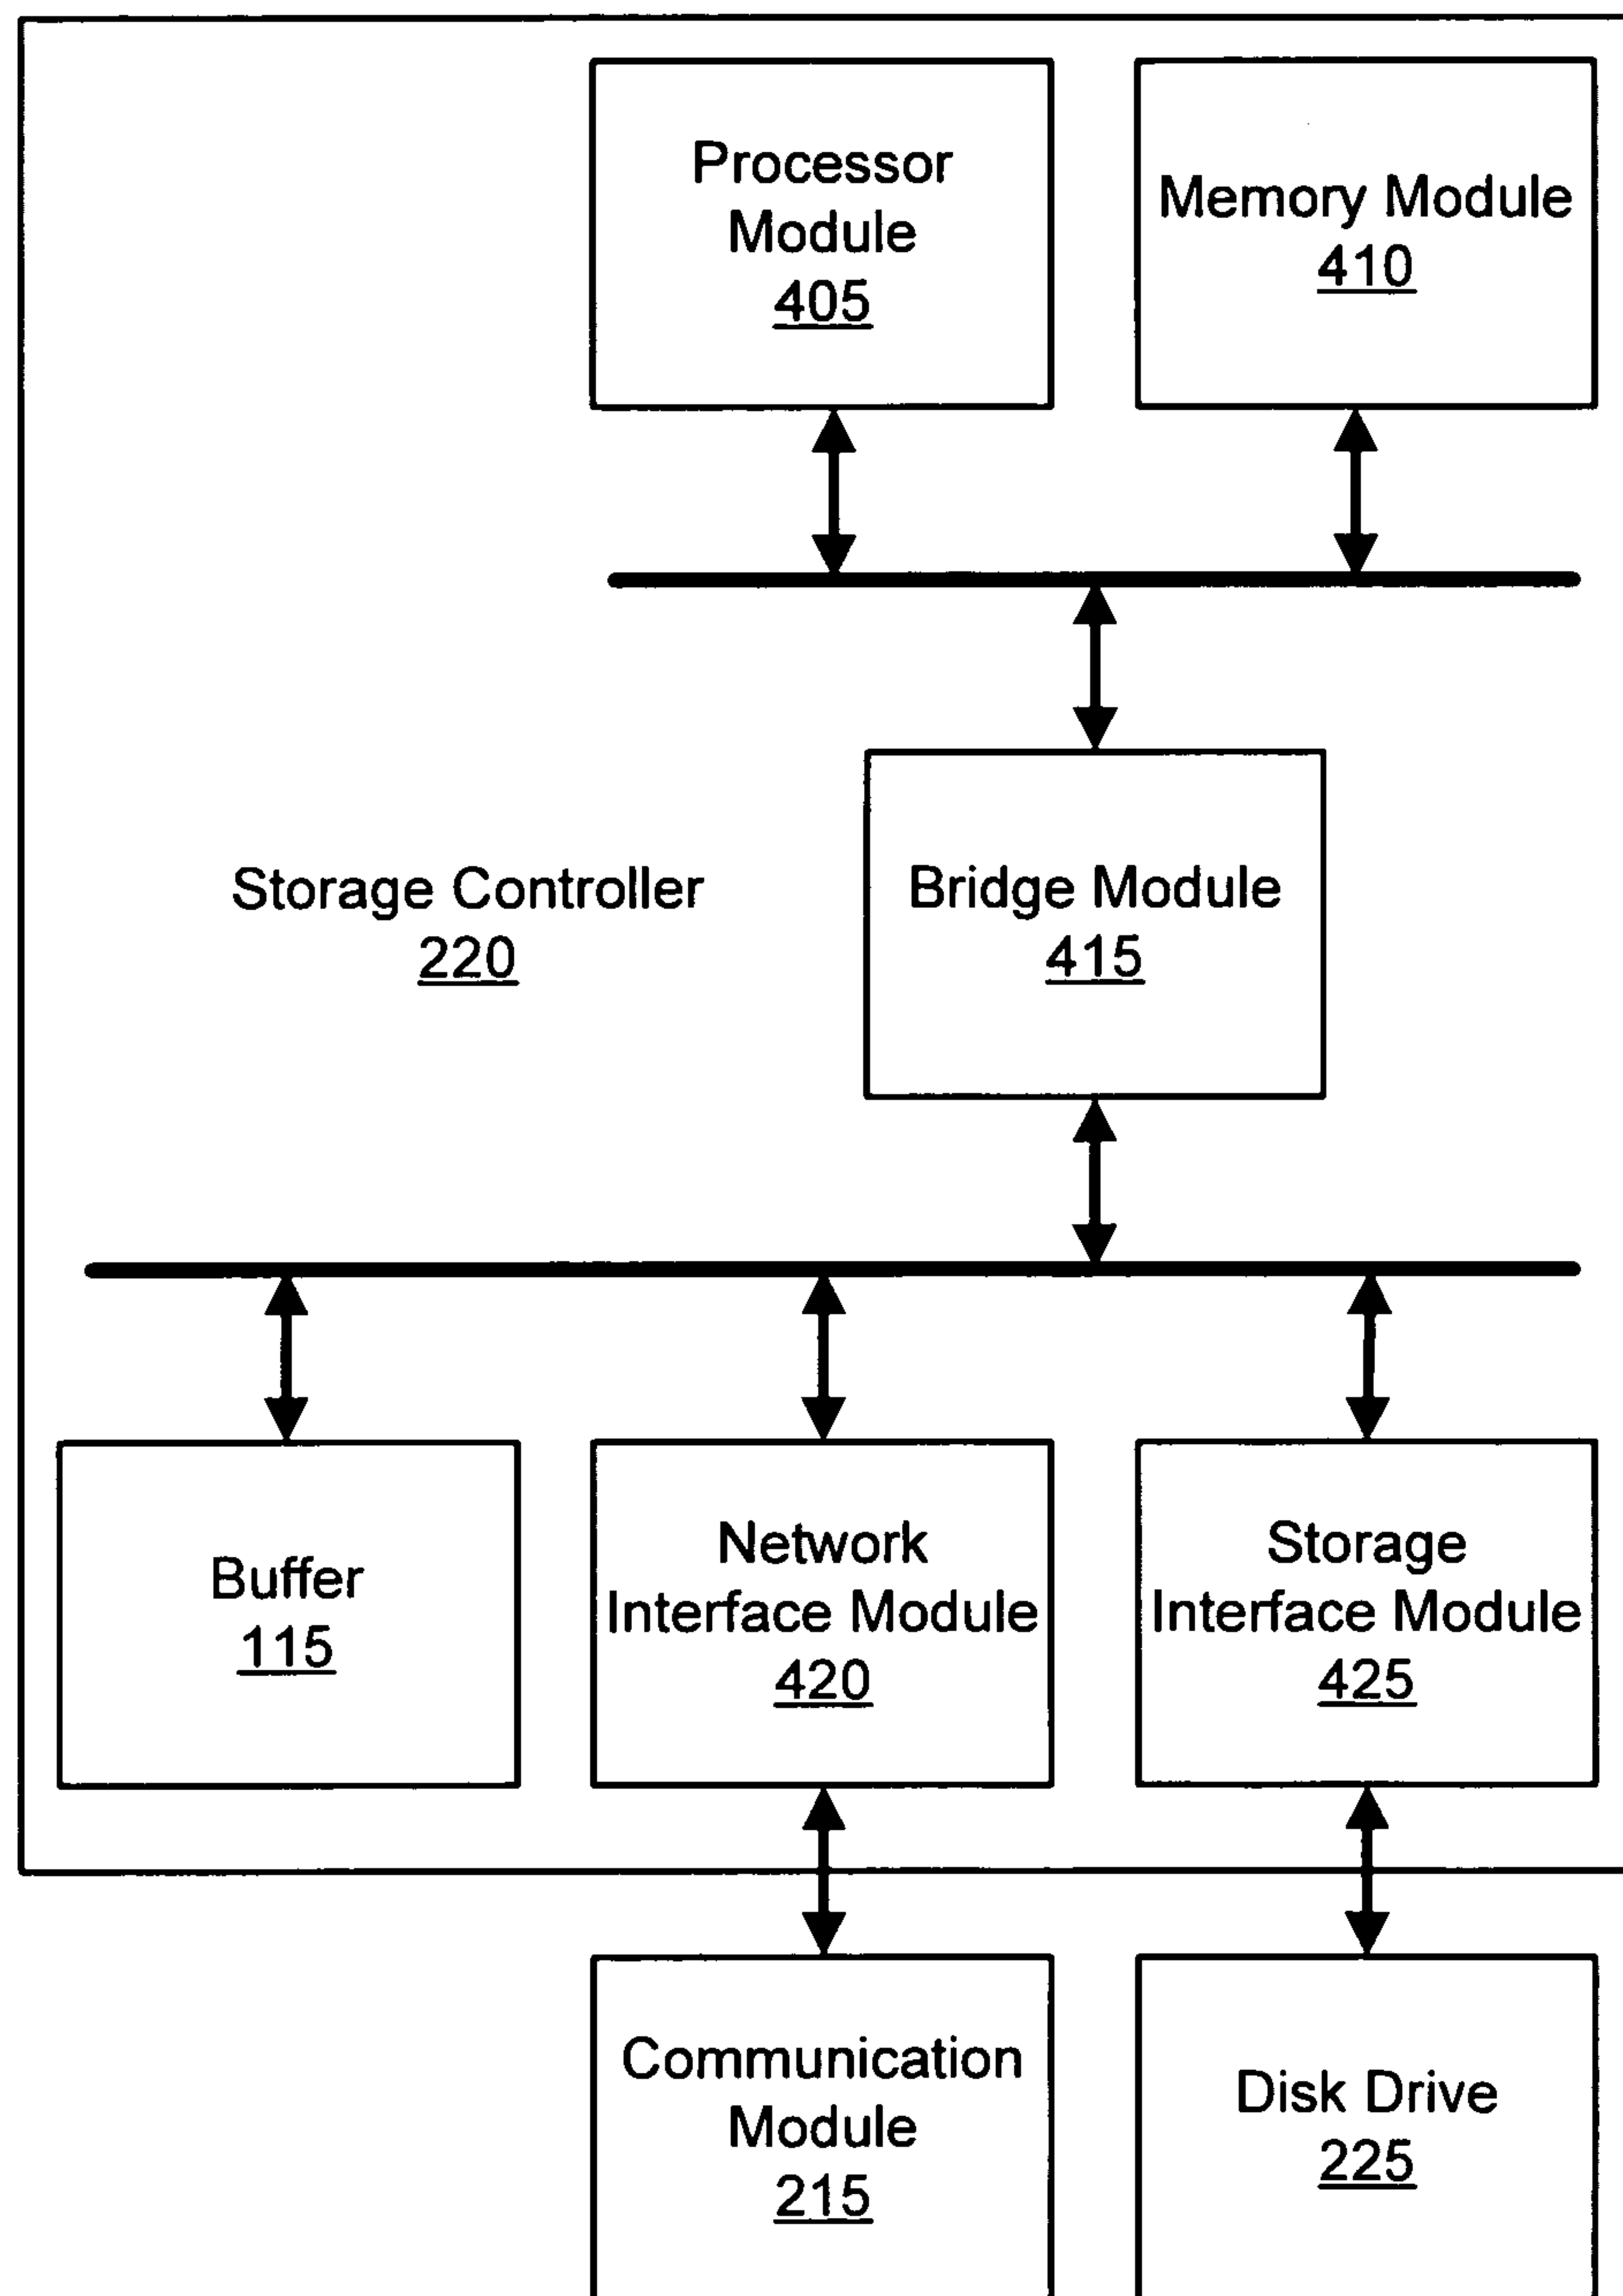 Processor
Module
405
Memory Module
410
Storage Controller
220
Bridge Module
415
Buffer
115
Network
Interface Module
420
Storage
Interface Module
425
Communication
Module
215
Disk Drive
225